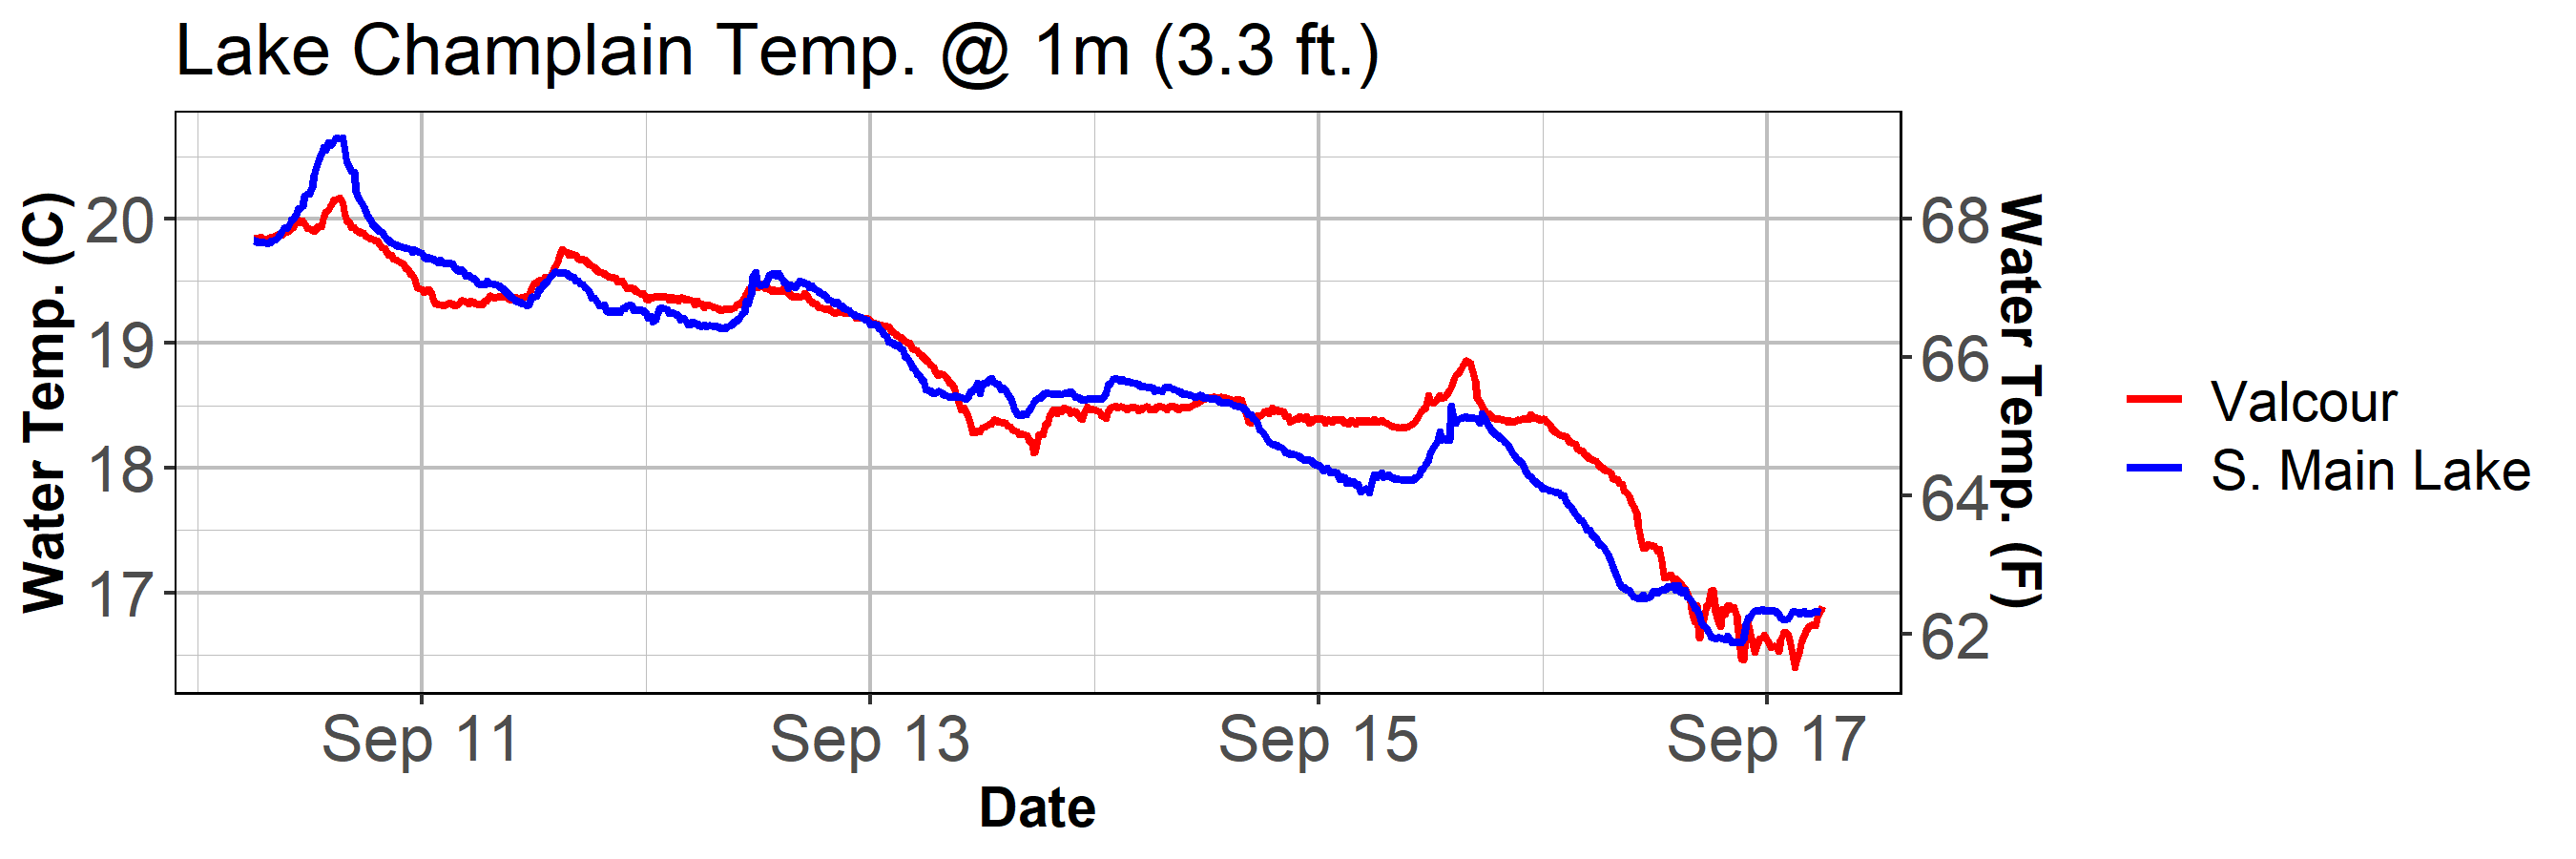 Lake Champlain Temp. @ 1m (3.3 ft.)
Water Temp. (C)
20
19
18
17
68
66
64
62
Water Temp. (F)
Sep 11
Sep 13
Sep 15
Sep 17
Date
Valcour
S. Main Lake